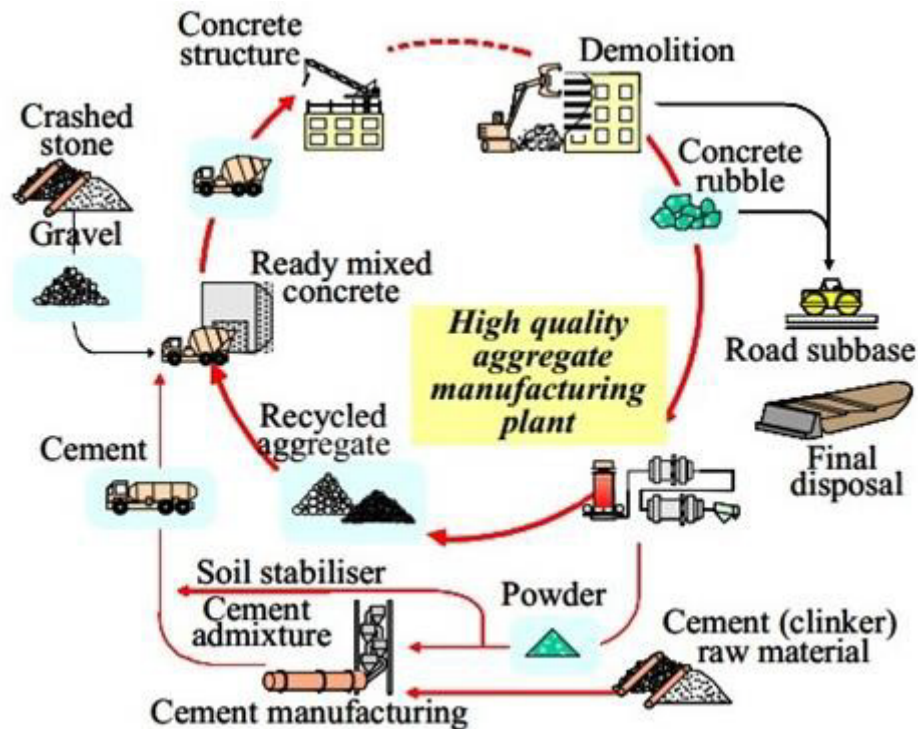 Concrete
structure
Demolition
Crashed
stone
Concrete
rubble
Gravel
Ready mixed
concrete
High quality
aggregate
manufacturing
plant
Road subbase
Recycled
aggregate
Cement
Final
disposal
Soil stabiliser
Powder
Cement
admixture
Cement (clinker)
raw material
Cement manufacturing